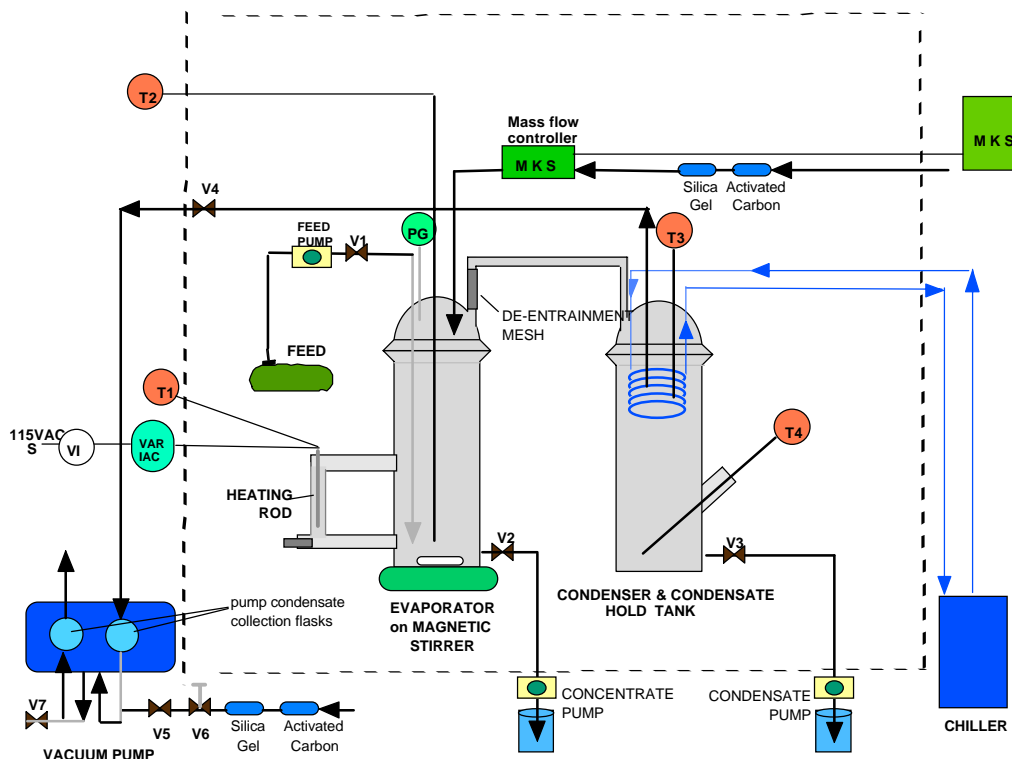 T2
Mass flow
controller
M K S
M K S
Silica
Gel
Activated
Carbon
V4
FEED
PUMP
V1
PG
T3
DE-ENTRAINMENT
MESH
FEED
T1
115VAC
S
VI
VAR
IAC
T4
HEATING
ROD
V2
V3
EVAPORATOR
on MAGNETIC
STIRRER
CONDENSER & CONDENSATE
HOLD TANK
pump condensate
collection flasks
V7
V5
V6
Silica
Gel
Activated
Carbon
VACUUM PUMP
CONCENTRATE
PUMP
CONDENSATE
PUMP
CHILLER